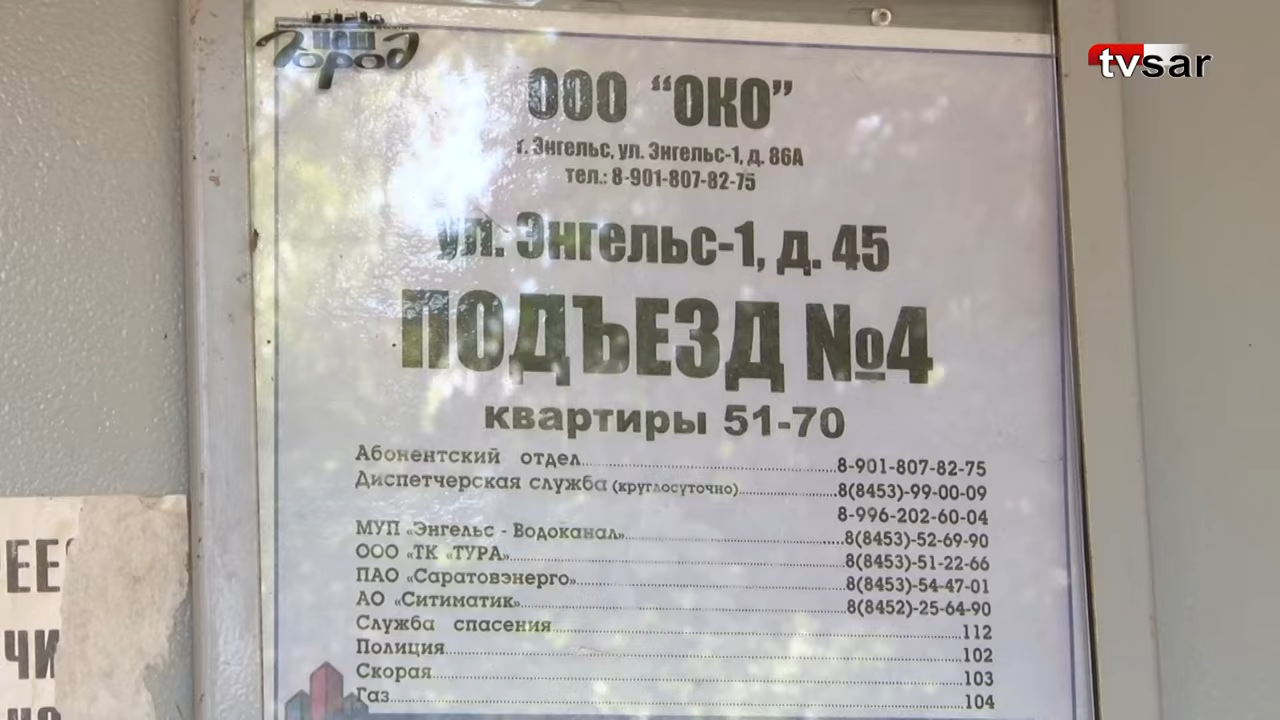 наш
город
tvsar
ООО “ОКО”
г. Энгельс, ул. Энгельс-1, д. 86А
тел.: 8-901-807-82-75
ул. Энгельс-1, д. 45
ПОДЪЕЗД №4
квартиры 51-70
Абонентский отдел..........8-901-807-82-75
Диспетчерская служба (круглосуточно)..........8(8453)-99-00-09
8-996-202-60-04
МУП «Энгельс - Водоканал»..........8(8453)-52-69-90
ООО «ТК «ТУРА»..........8(8453)-51-22-66
ПАО «Саратовэнерго»..........8(8453)-54-47-01
АО «Ситиматик»..........8(8452)-25-64-90
Служба спасения..........112
Полиция..........102
Скорая..........103
Газ..........104
ЧИ